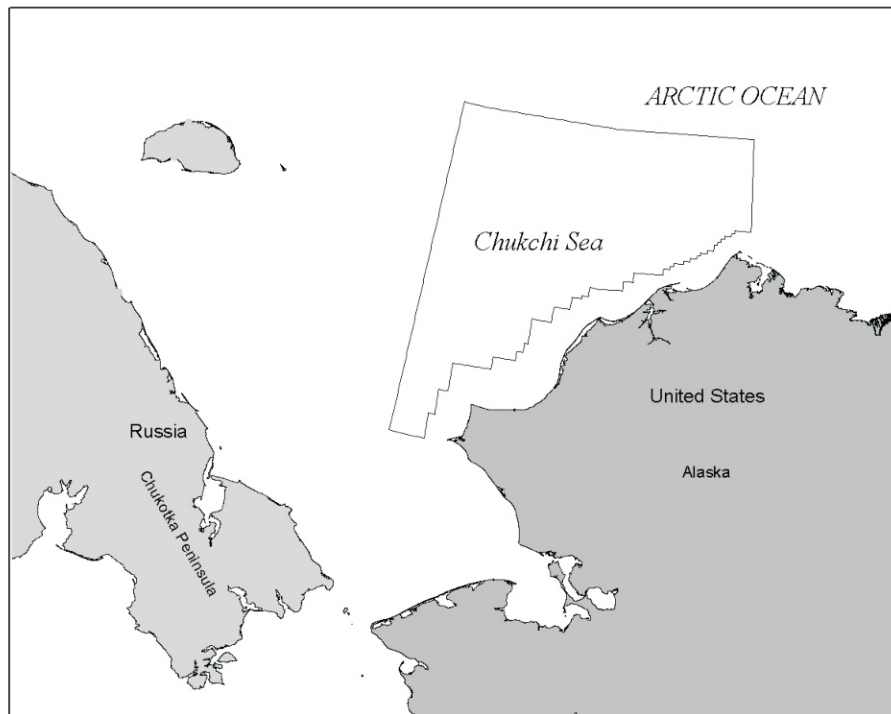 ARCTIC OCEAN
Chukchi Sea
United States
Russia
Alaska
Chukotka Peninsula